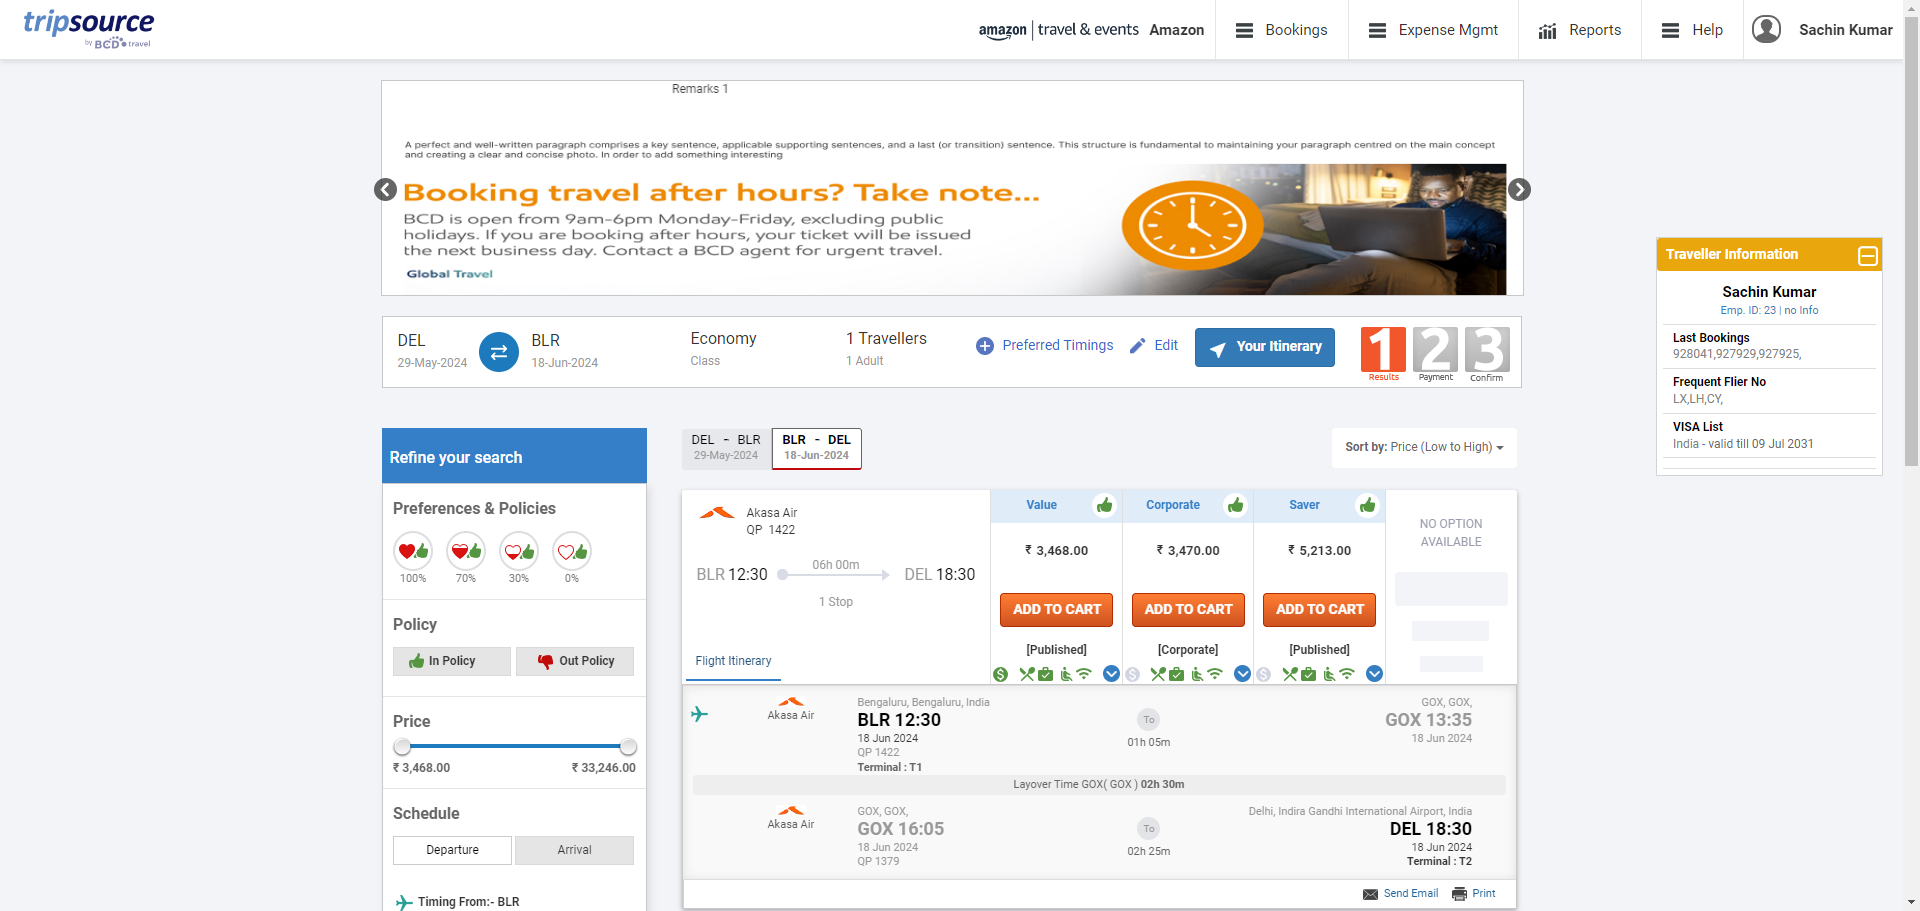 tripsource
by BCD travel
amazon | travel & events Amazon
Bookings
Expense Mgmt
Reports
Help
Sachin Kumar
Remarks 1
A perfect and well-written paragraph comprises a key sentence, applicable supporting sentences, and a last (or transition) sentence. This structure is fundamental to maintaining your paragraph centred on the main concept
and creating a clear and concise photo. In order to add something interesting
Booking travel after hours? Take note...
BCD is open from 9am-6pm Monday-Friday, excluding public
holidays. If you are booking after hours, your ticket will be issued
the next business day. Contact a BCD agent for urgent travel.
Global Travel
Traveller Information
Sachin Kumar
Emp. ID: 23 | no Info
Last Bookings
928041,927929,927925,
Frequent Flier No
LX,LH,CY,
VISA List
India - valid till 09 Jul 2031
DEL
29-May-2024
BLR
18-Jun-2024
Economy
Class
1 Travellers
1 Adult
Preferred Timings
Edit
Your Itinerary
1 2 3
Results Payment Confirm
Refine your search
Preferences & Policies
100% 70% 30% 0%
Policy
In Policy
Out Policy
Price
₹ 3,468.00
₹ 33,246.00
Schedule
Departure
Arrival
Timing From:- BLR
DEL - BLR
29-May-2024
BLR - DEL
18-Jun-2024
Sort by: Price (Low to High)
Akasa Air
QP 1422
BLR 12:30
06h 00m
1 Stop
DEL 18:30
Flight Itinerary
Value
₹ 3,468.00
ADD TO CART
[Published]
Corporate
₹ 3,470.00
ADD TO CART
[Corporate]
Saver
₹ 5,213.00
ADD TO CART
[Published]
NO OPTION
AVAILABLE
Akasa Air
Bengaluru, Bengaluru, India
BLR 12:30
18 Jun 2024
QP 1422
Terminal : T1
To
01h 05m
GOX, GOX,
GOX 13:35
18 Jun 2024
Layover Time GOX( GOX ) 02h 30m
Akasa Air
GOX, GOX,
GOX 16:05
18 Jun 2024
QP 1379
To
02h 25m
Delhi, Indira Gandhi International Airport, India
DEL 18:30
18 Jun 2024
Terminal : T2
Send Email
Print